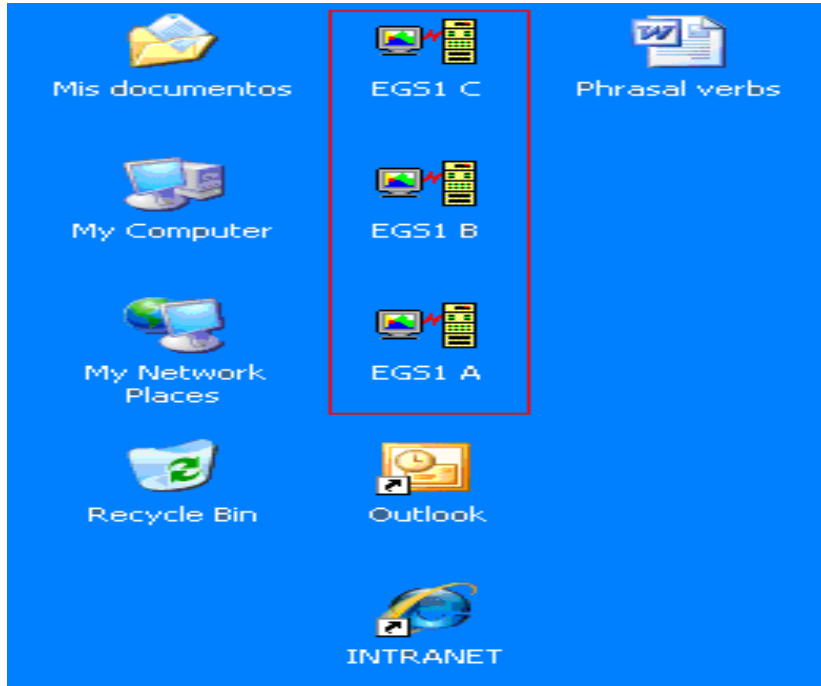 Mis documentos
EGS1 C
Phrasal verbs
My Computer
EGS1 B
My Network
Places
EGS1 A
Recycle Bin
Outlook
INTRANET